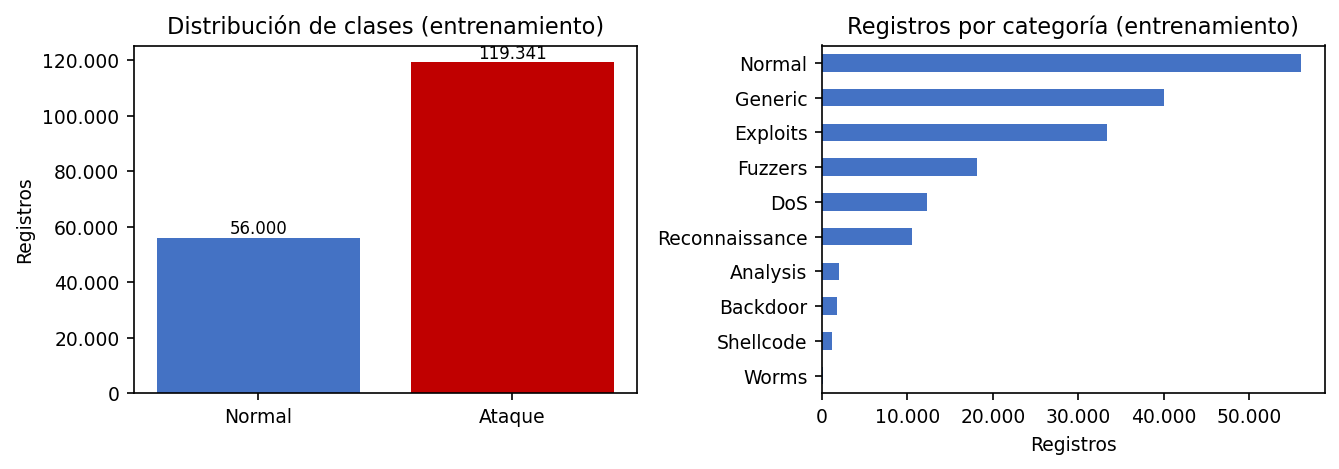 Distribución de clases (entrenamiento)
Registros
120.000
100.000
80.000
60.000
40.000
20.000
0
119.341
56.000
Normal
Ataque
Registros por categoría (entrenamiento)
Normal
Generic
Exploits
Fuzzers
DoS
Reconnaissance
Analysis
Backdoor
Shellcode
Worms
0 10.000 20.000 30.000 40.000 50.000
Registros